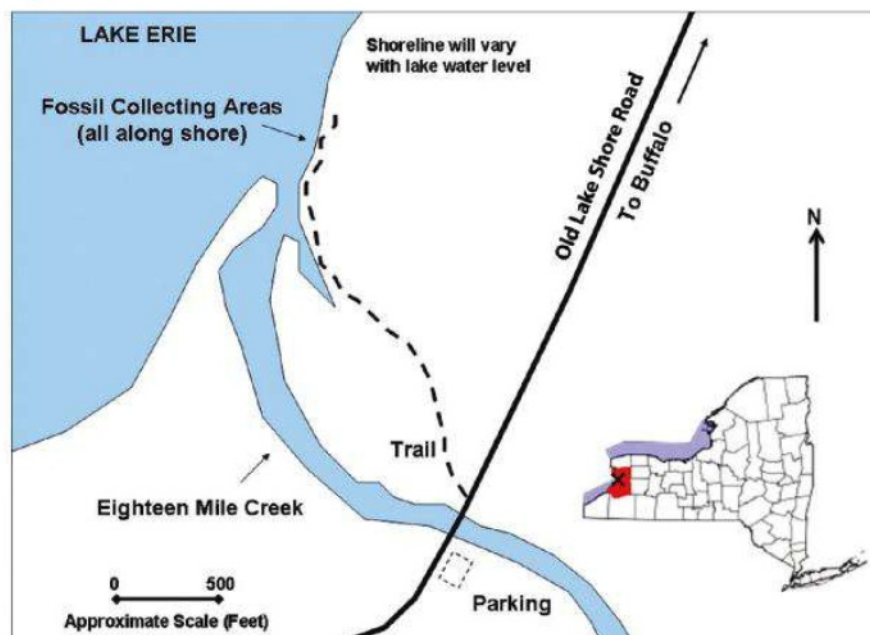 LAKE ERIE
Shoreline will vary
with lake water level
Fossil Collecting Areas
(all along shore)
Old Lake Shore Road
To Buffalo
N
Trail
Eighteen Mile Creek
0 500
Approximate Scale (Feet)
Parking